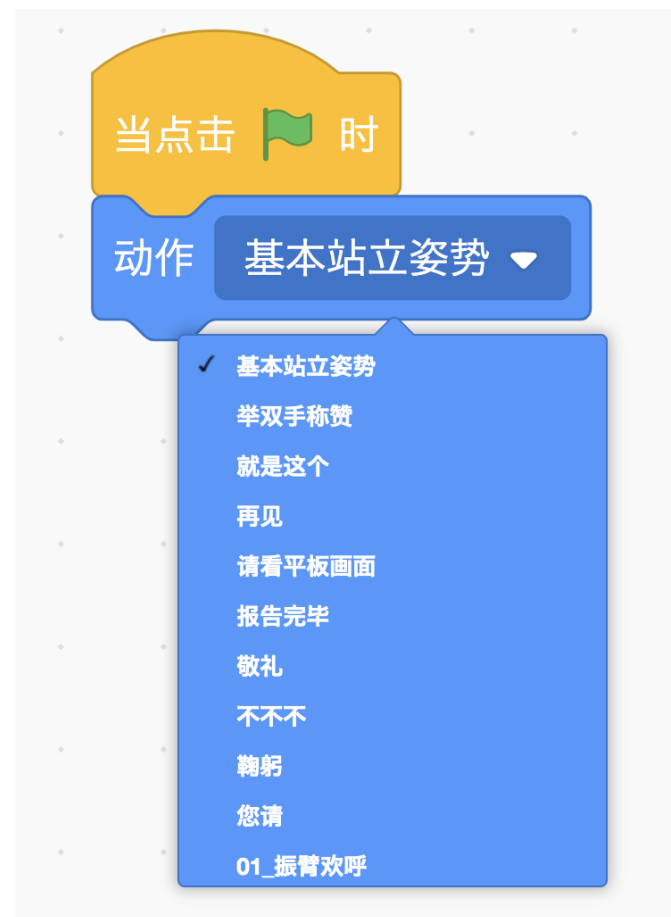 当点击 时
动作 基本站立姿势
基本站立姿势
举双手称赞
就是这个
再见
请看平板画面
报告完毕
敬礼
不不不
鞠躬
您请
01_振臂欢呼